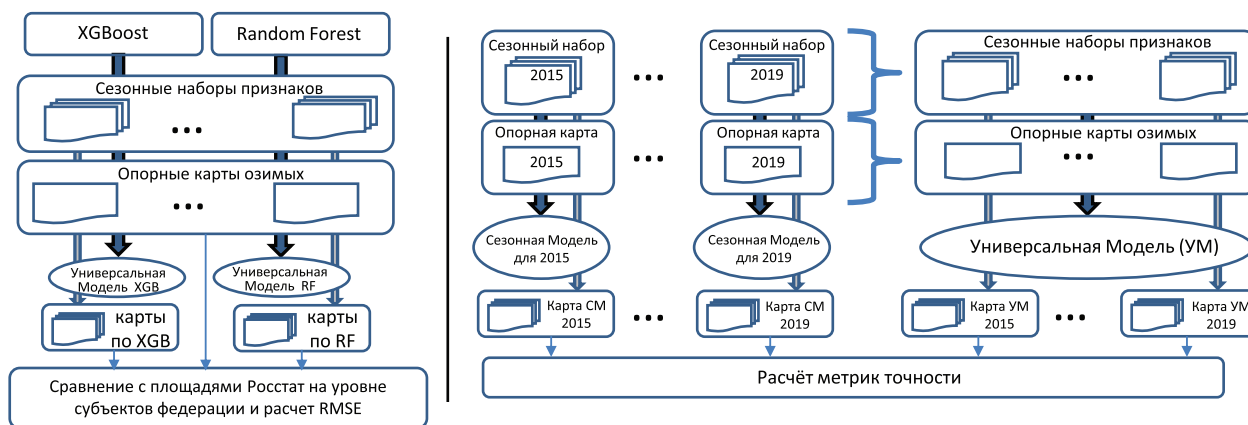 XGBoost
Random Forest
Сезонные наборы признаков
...
Опорные карты озимых
...
Универсальная
Модель XGB
Универсальная
Модель RF
карты
по XGB
карты
по RF
Сравнение с площадями Росстат на уровне
субъектов федерации и расчет RMSE
Сезонный набор
2015
...
Сезонный набор
2019
Сезонные наборы признаков
...
Опорная карта
2015
...
Опорная карта
2019
Опорные карты озимых
...
Сезонная Модель
для 2015
Сезонная Модель
для 2019
Универсальная Модель (УМ)
Карта СМ
2015
...
Карта СМ
2019
Карта УМ
2015
...
Карта УМ
2019
Расчёт метрик точности